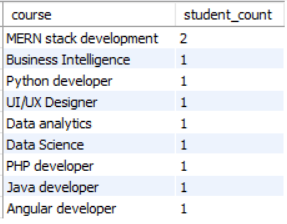 course student_count
MERN stack development 2
Business Intelligence 1
Python developer 1
UI/UX Designer 1
Data analytics 1
Data Science 1
PHP developer 1
Java developer 1
Angular developer 1